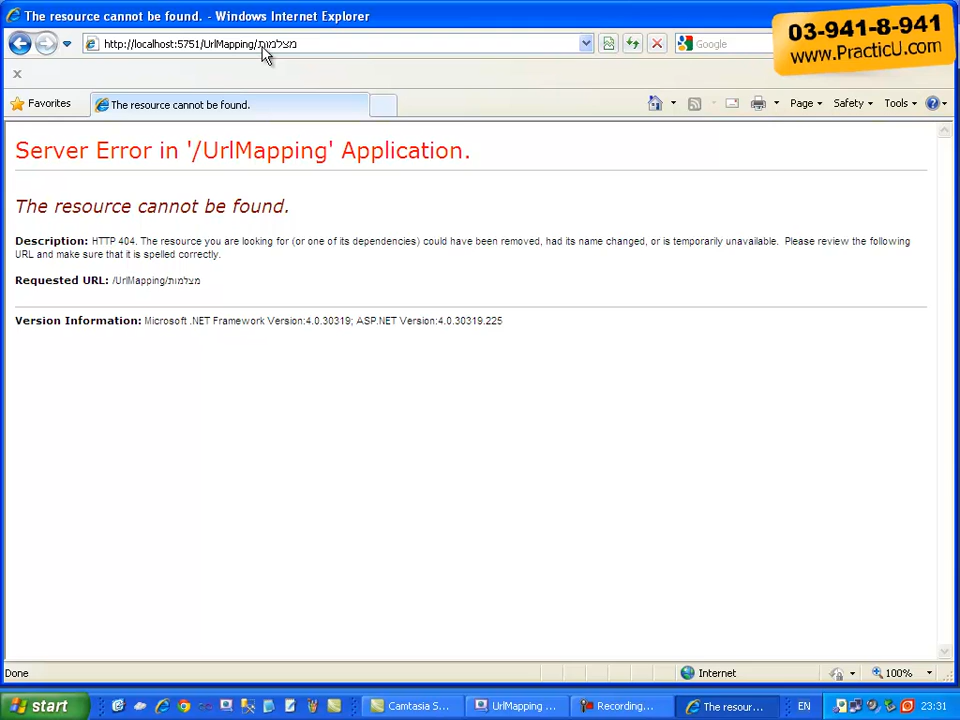 The resource cannot be found. - Windows Internet Explorer
03-941-8-941
www.PracticU.com
http://localhost:5751/UrlMapping/מצלמות
Google
Favorites
The resource cannot be found.
Page
Safety
Tools
Server Error in '/UrlMapping' Application.
The resource cannot be found.
Description: HTTP 404. The resource you are looking for (or one of its dependencies) could have been removed, had its name changed, or is temporarily unavailable. Please review the following
URL and make sure that it is spelled correctly.
Requested URL: /UrlMapping/מצלמות
Version Information: Microsoft .NET Framework Version:4.0.30319; ASP.NET Version:4.0.30319.225
Done
Internet
100%
start
Camtasia S...
UrlMapping ...
Recording...
The resour...
EN
23:31